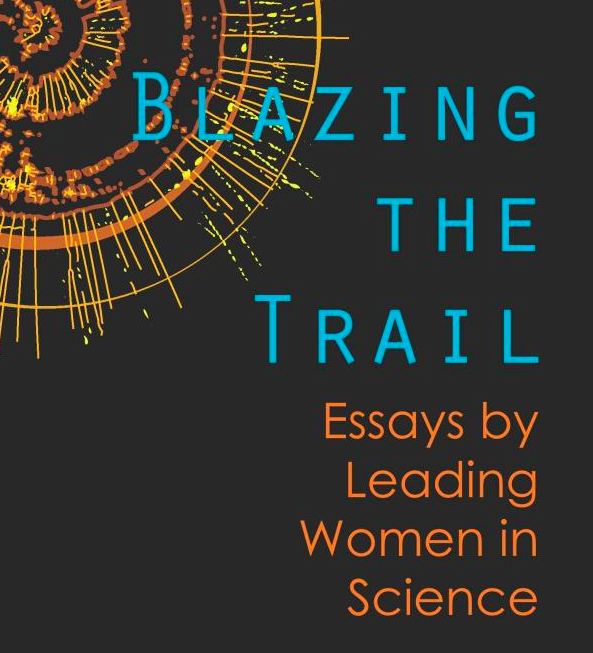 Blazing
the
Trail
Essays by
Leading
Women in
Science